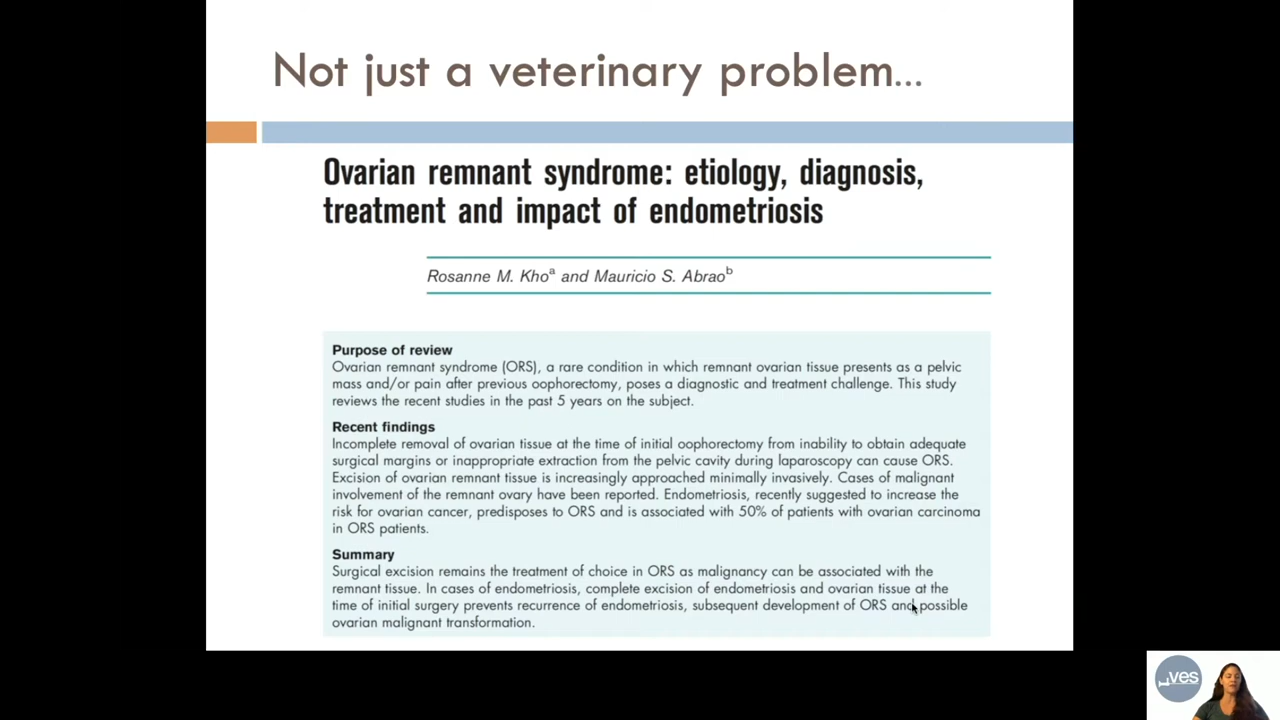 Not just a veterinary problem...
Ovarian remnant syndrome: etiology, diagnosis,
treatment and impact of endometriosis
Rosanne M. Kho^a and Mauricio S. Abrao^b
Purpose of review
Ovarian remnant syndrome (ORS), a rare condition in which remnant ovarian tissue presents as a pelvic
mass and/or pain after previous oophorectomy, poses a diagnostic and treatment challenge. This study
reviews the recent studies in the past 5 years on the subject.
Recent findings
Incomplete removal of ovarian tissue at the time of initial oophorectomy from inability to obtain adequate
surgical margins or inappropriate extraction from the pelvic cavity during laparoscopy can cause ORS.
Excision of ovarian remnant tissue is increasingly approached minimally invasively. Cases of malignant
involvement of the remnant ovary have been reported. Endometriosis, recently suggested to increase the
risk for ovarian cancer, predisposes to ORS and is associated with 50% of patients with ovarian carcinoma
in ORS patients.
Summary
Surgical excision remains the treatment of choice in ORS as malignancy can be associated with the
remnant tissue. In cases of endometriosis, complete excision of endometriosis and ovarian tissue at the
time of initial surgery prevents recurrence of endometriosis, subsequent development of ORS and possible
ovarian malignant transformation.
ves